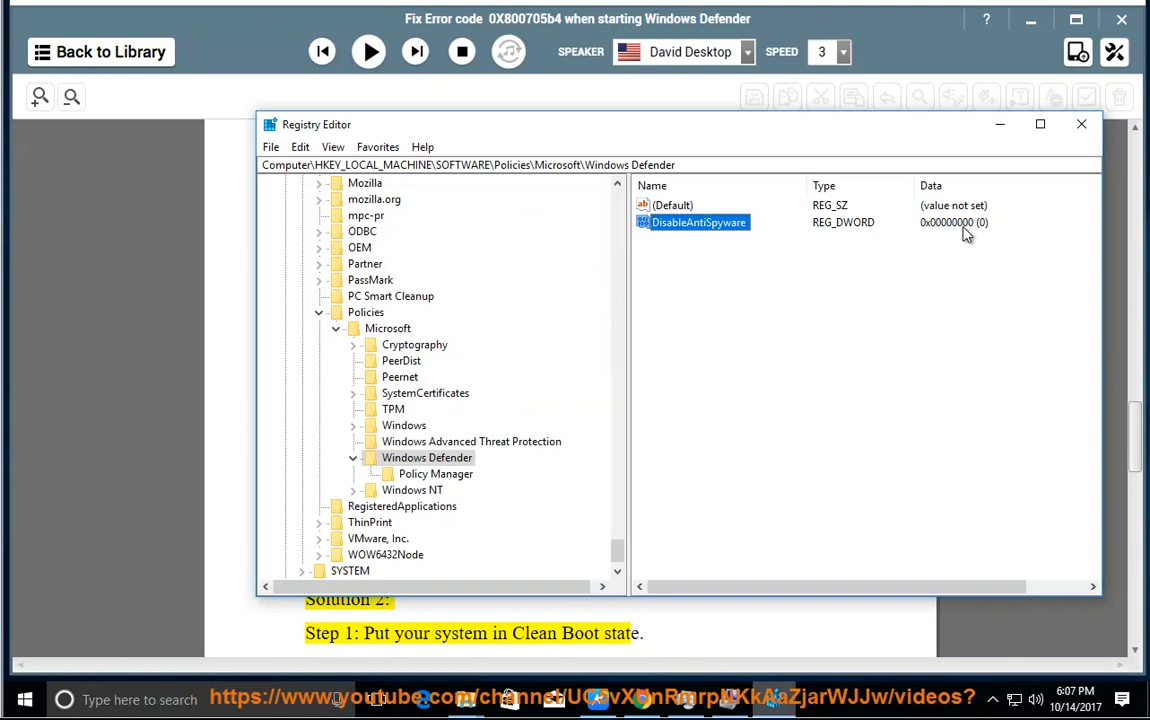 Fix Error code 0X800705b4 when starting Windows Defender
?
Back to Library
SPEAKER
David Desktop
SPEED
3
Registry Editor
File Edit View Favorites Help
Computer\HKEY_LOCAL_MACHINE\SOFTWARE\Policies\Microsoft\Windows Defender
Mozilla
mozilla.org
mpc-pr
ODBC
OEM
Partner
PassMark
PC Smart Cleanup
Policies
Microsoft
Cryptography
PeerDist
Peernet
SystemCertificates
TPM
Windows
Windows Advanced Threat Protection
Windows Defender
Policy Manager
Windows NT
RegisteredApplications
ThinPrint
VMware, Inc.
WOW6432Node
SYSTEM
Name Type Data
ab (Default) REG_SZ (value not set)
DisableAntiSpyware REG_DWORD 0x00000000 (0)
Solution 2:
Step 1: Put your system in Clean Boot state.
Type here to search
6:07 PM
10/14/2017